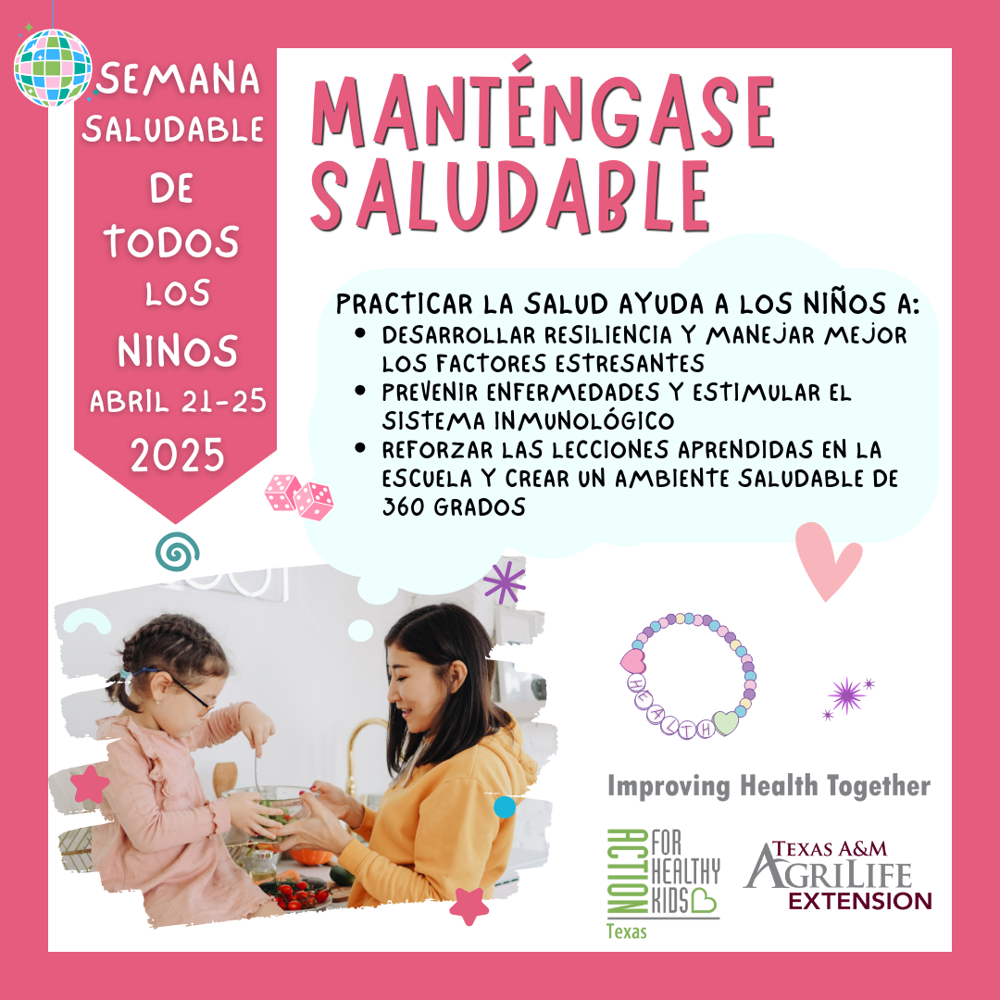 SEMANA
SALUDABLE
DE
TODOS
LOS
NINOS
ABRIL 21-25
2025
MANTÉNGASE
SALUDABLE
PRACTICAR LA SALUD AYUDA A LOS NIÑOS A:
• DESARROLLAR RESILIENCIA Y MANEJAR MEJOR
LOS FACTORES ESTRESANTES
• PREVENIR ENFERMEDADES Y ESTIMULAR EL
SISTEMA INMUNOLÓGICO
• REFORZAR LAS LECCIONES APRENDIDAS EN LA
ESCUELA Y CREAR UN AMBIENTE SALUDABLE DE
360 GRADOS
HEALTH
Improving Health Together
ACTION
FOR
HEALTHY
KIDS
Texas
TEXAS A&M
AGRILIFE
EXTENSION